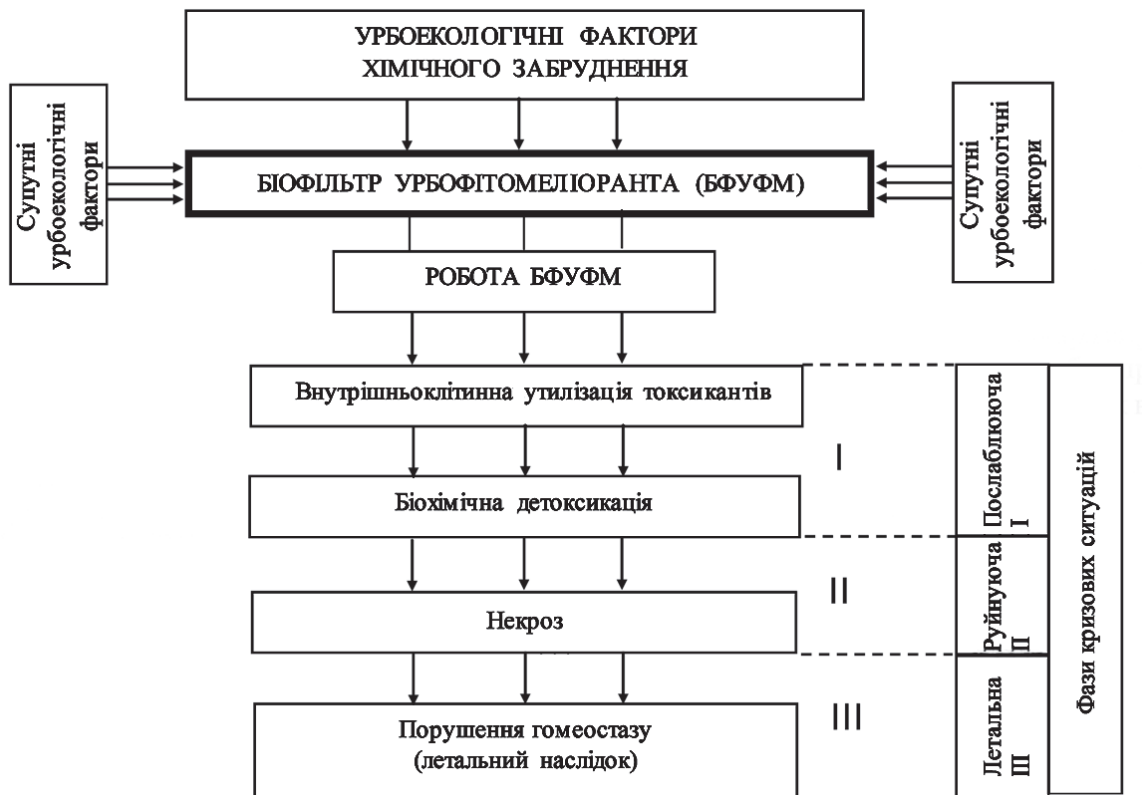 УРБОЕКОЛОГІЧНІ ФАКТОРИ
ХІМІЧНОГО ЗАБРУДНЕННЯ
Супутні
урбоекологічні
фактори
БІОФІЛЬТР УРБОФІТОМЕЛІОРАНТА (БФУФМ)
Супутні
урбоекологічні
фактори
РОБОТА БФУФМ
Внутрішньоклітинна утилізація токсикантів
Біохімічна детоксикація
Некроз
Порушення гомеостазу
(летальний наслідок)
I
II
III
Послаблююча
I
Руйнуюча
II
Летальна
III
Фази кризових ситуацій